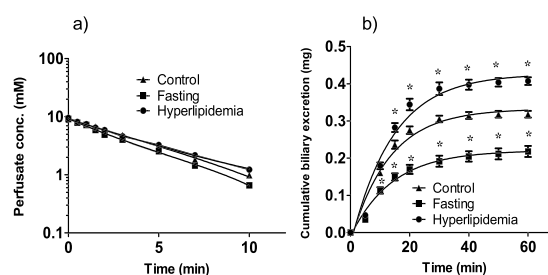 a)
Perfusate conc. (mM)
100
10
1
0.1
Control
Fasting
Hyperlipidemia
0
5
10
Time (min)
b)
Cumulative biliary excretion (mg)
0.5
0.4
0.3
0.2
0.1
0.0
* * * * * *
* * * * * * *
Control
Fasting
Hyperlipidemia
0 20 40 60
Time (min)